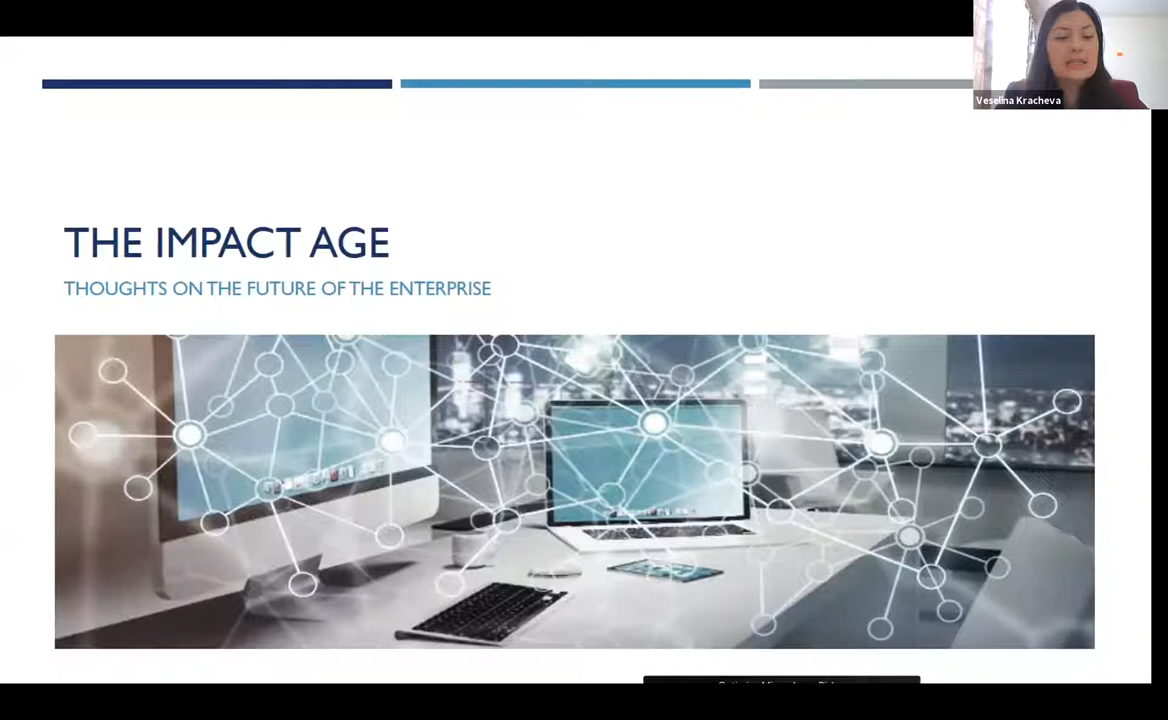 Veselina Kracheva
THE IMPACT AGE
THOUGHTS ON THE FUTURE OF THE ENTERPRISE